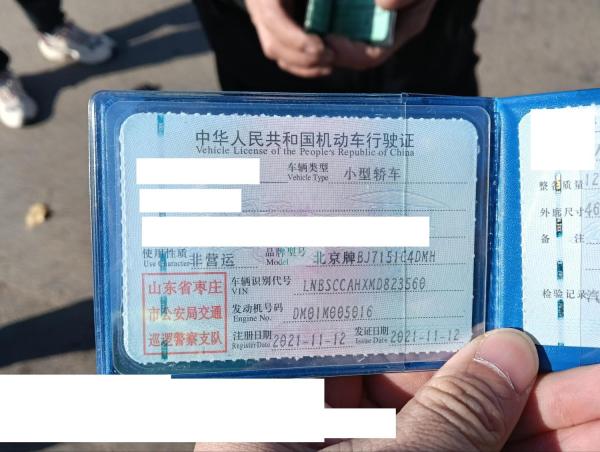 中华人民共和国机动车行驶证
Vehicle License of the People's Republic of China
车辆类型 小型轿车
Vehicle Type
使用性质 非营运 品牌型号 北京牌BJ7151C4DMH
Use Character Model
山东省枣庄
市公安局交通
巡逻警察支队
车辆识别代号 LNBSCCAHXMD823560
VIN
发动机号码 DM01M005016
Engine No.
注册日期 2021-11-12 发证日期 2021-11-12
Register Date Issue Date
整 质量 12
外廓尺寸 46
备 注
检验记录 汽